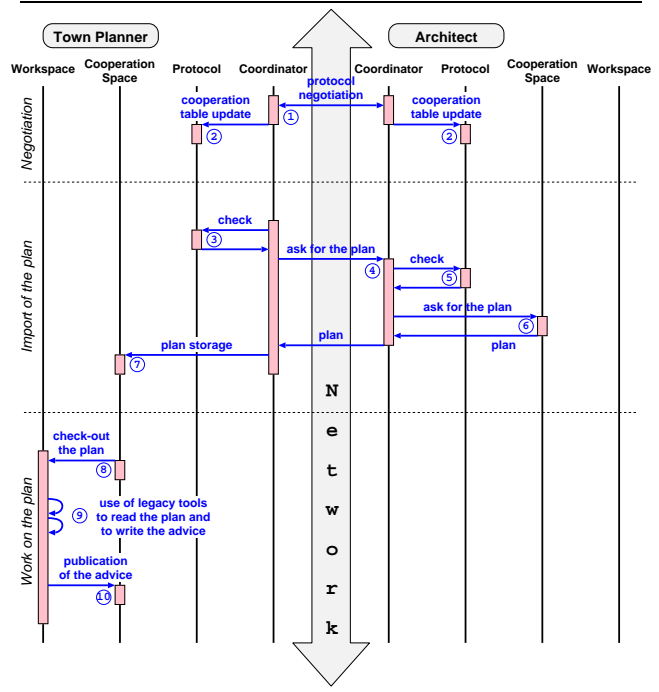 Town Planner
Architect
Workspace
Cooperation
Space
Protocol
Coordinator
Coordinator
Protocol
Cooperation
Space
Workspace
Negotiation
protocol
negotiation
1
cooperation
table update
2
cooperation
table update
2
Import of the plan
check
3
ask for the plan
4
check
5
ask for the plan
6
plan
plan
plan storage
7
Network
Work on the plan
check-out
the plan
8
9
use of legacy tools
to read the plan and
to write the advice
publication
of the advice
10